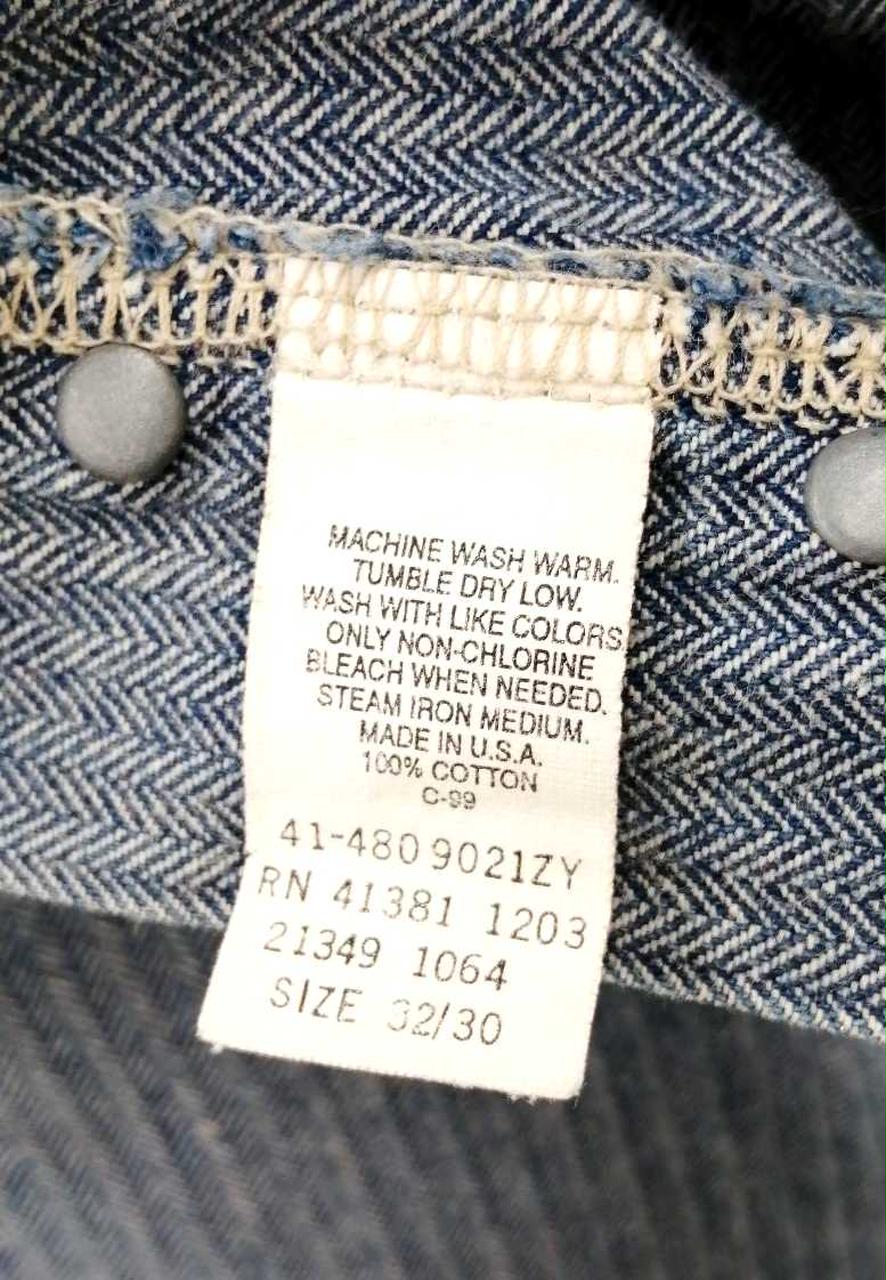 MACHINE WASH WARM.
TUMBLE DRY LOW.
WASH WITH LIKE COLORS
ONLY NON-CHLORINE
BLEACH WHEN NEEDED.
STEAM IRON MEDIUM.
MADE IN U.S.A.
100% COTTON
C-99
41-480 9021ZY
RN 41381 1203
21349 1064
SIZE 32/30